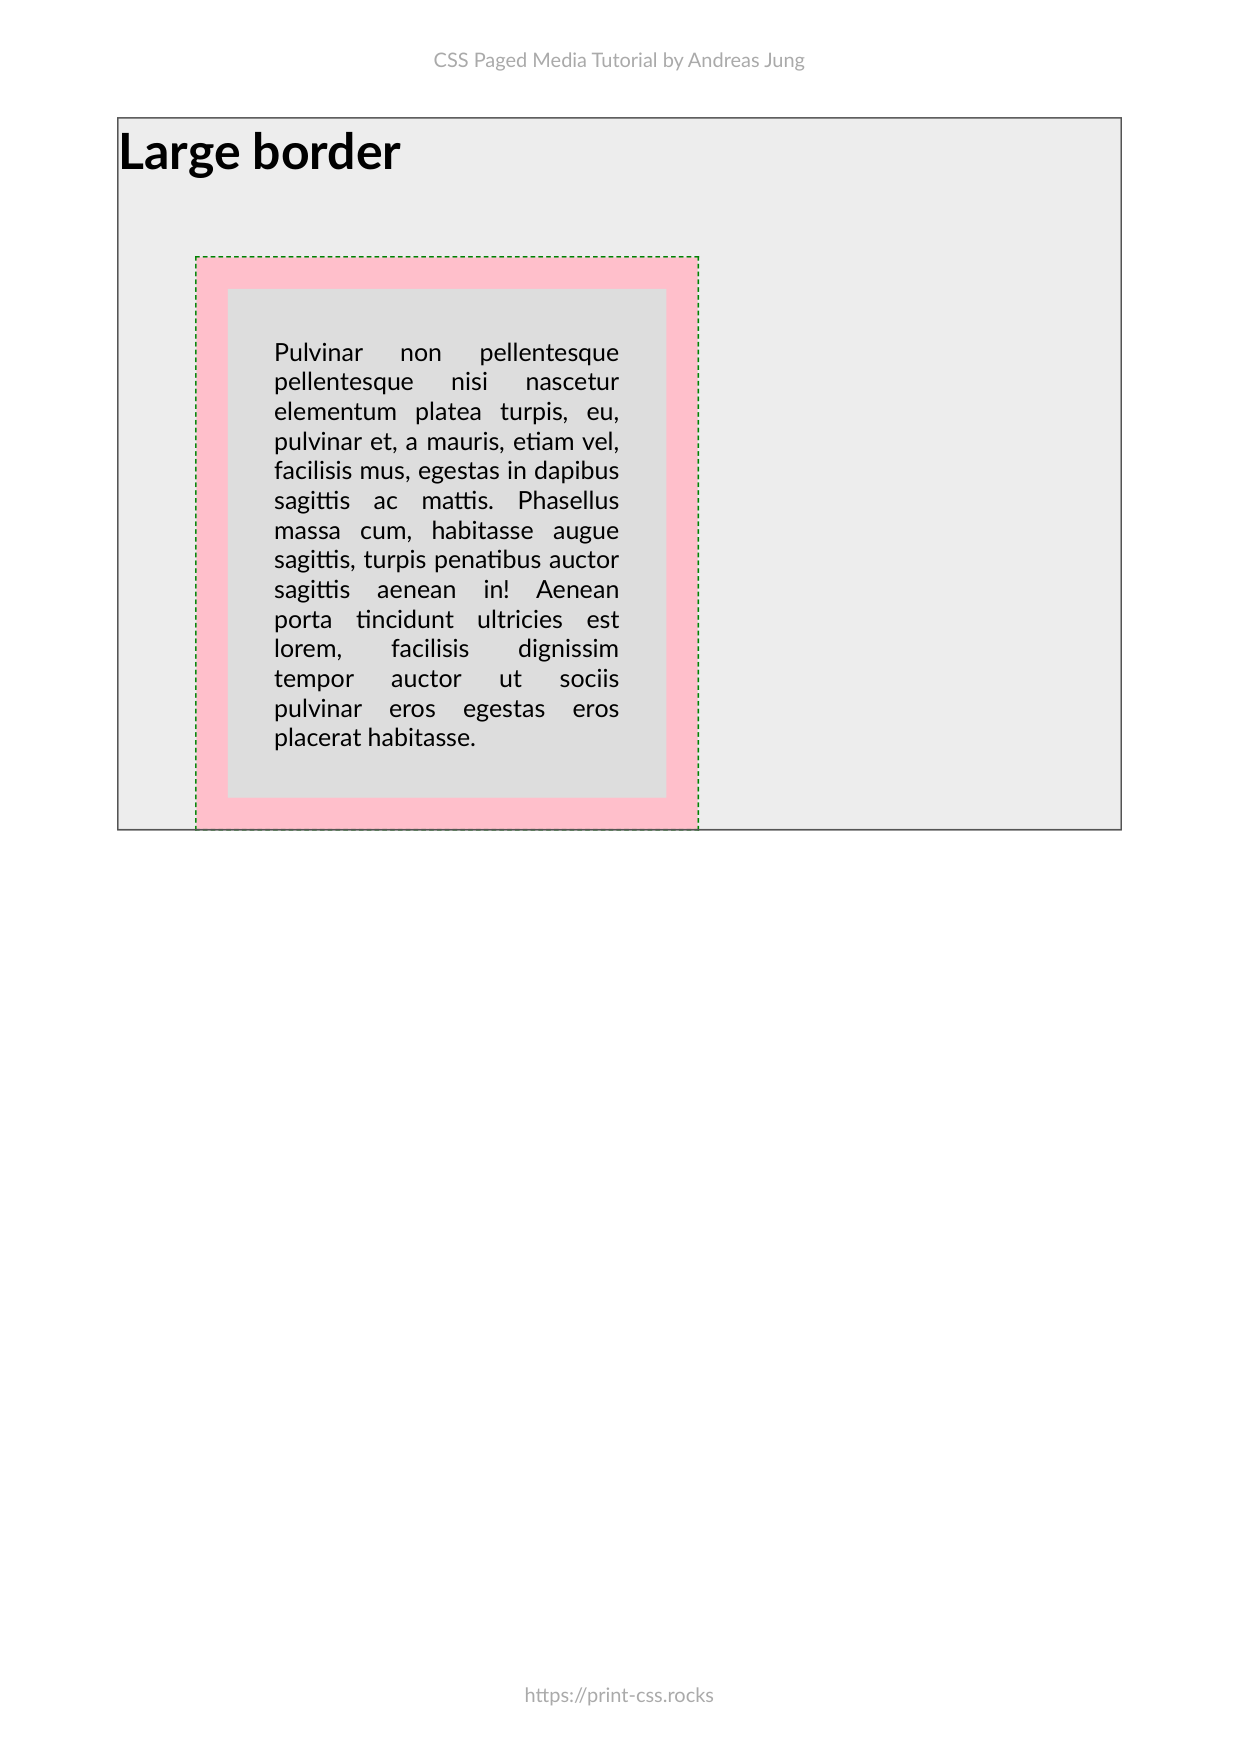 CSS Paged Media Tutorial by Andreas Jung
Large border
Pulvinar non pellentesque
pellentesque nisi nascetur
elementum platea turpis, eu,
pulvinar et, a mauris, etiam vel,
facilisis mus, egestas in dapibus
sagittis ac mattis. Phasellus
massa cum, habitasse augue
sagittis, turpis penatibus auctor
sagittis aenean in! Aenean
porta tincidunt ultricies est
lorem, facilisis dignissim
tempor auctor ut sociis
pulvinar eros egestas eros
placerat habitasse.
https://print-css.rocks